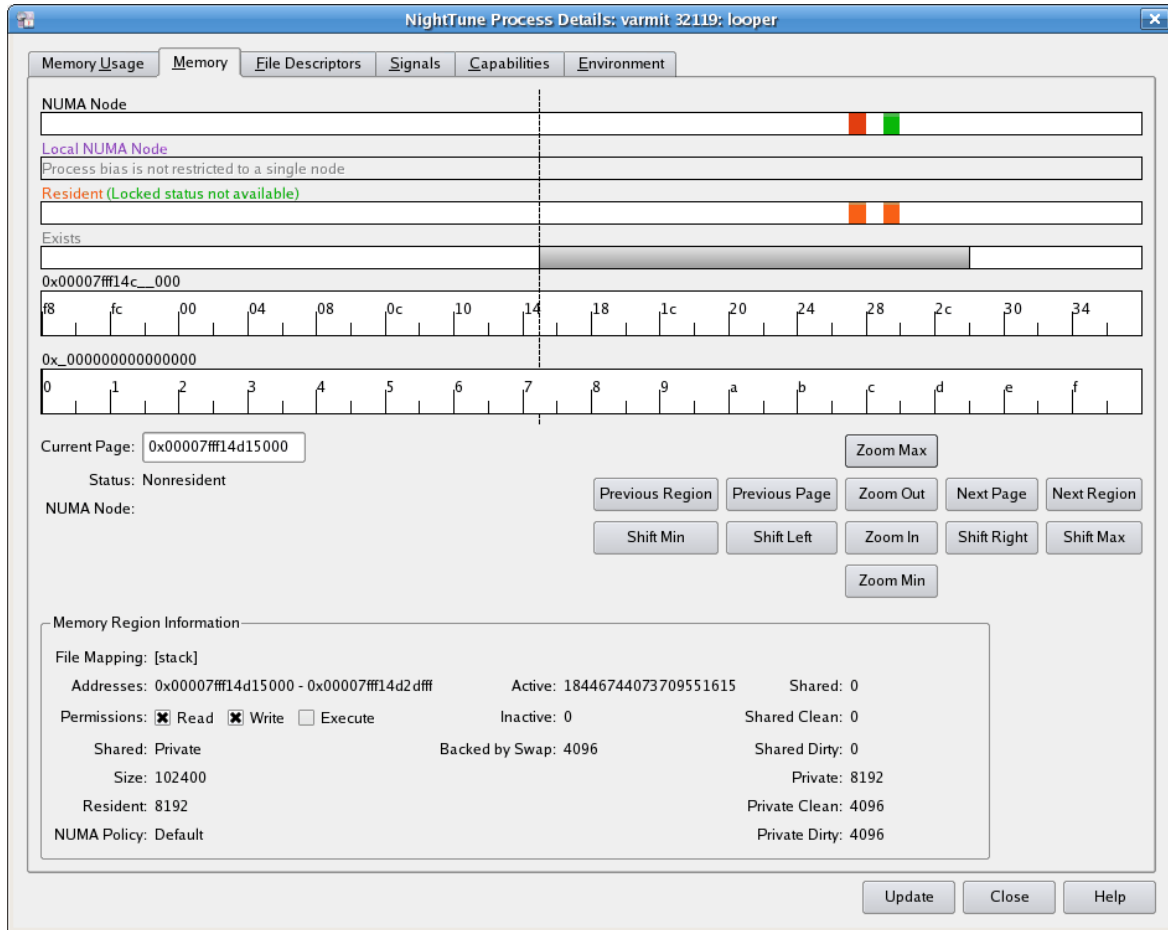 NightTune Process Details: varmit 32119: looper
Memory Usage Memory File Descriptors Signals Capabilities Environment
NUMA Node
Local NUMA Node
Process bias is not restricted to a single node
Resident (Locked status not available)
Exists
0x00007fff14c__000
f8 fc 00 04 08 0c 10 14 18 1c 20 24 28 2c 30 34
0x_000000000000000
0 1 2 3 4 5 6 7 8 9 a b c d e f
Current Page: 0x00007fff14d15000
Zoom Max
Status: Nonresident
Previous Region Previous Page Zoom Out Next Page Next Region
NUMA Node:
Shift Min Shift Left Zoom In Shift Right Shift Max
Zoom Min
Memory Region Information
File Mapping: [stack]
Addresses: 0x00007fff14d15000 - 0x00007fff14d2dfff Active: 18446744073709551615 Shared: 0
Permissions: Read Write Execute Inactive: 0 Shared Clean: 0
Shared: Private Backed by Swap: 4096 Shared Dirty: 0
Size: 102400 Private: 8192
Resident: 8192 Private Clean: 4096
NUMA Policy: Default Private Dirty: 4096
Update Close Help